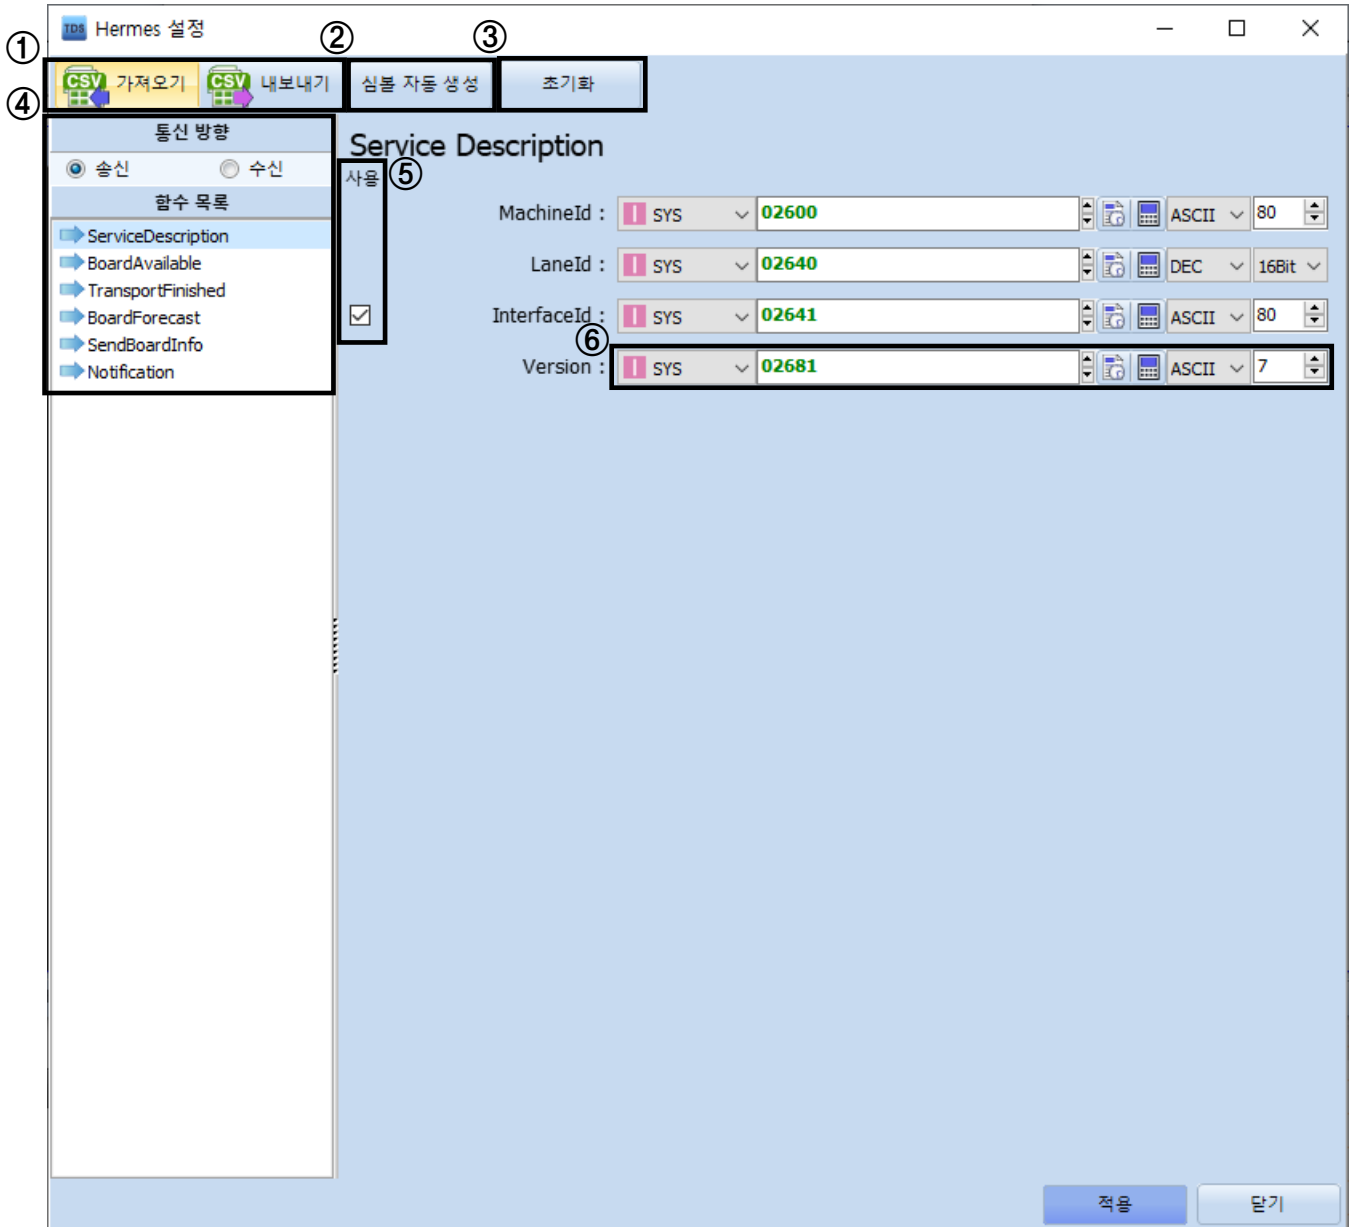 TDS Hermes 설정
① ② ③
CSV 가져오기 CSV 내보내기 심볼 자동 생성 초기화
④
통신 방향
송신 수신
함수 목록
ServiceDescription
BoardAvailable
TransportFinished
BoardForecast
SendBoardInfo
Notification
Service Description
사용 ⑤
MachineId : I SYS 02600 ASCII 80
LaneId : I SYS 02640 DEC 16Bit
InterfaceId : I SYS 02641 ASCII 80
⑥
Version : I SYS 02681 ASCII 7
적용 닫기